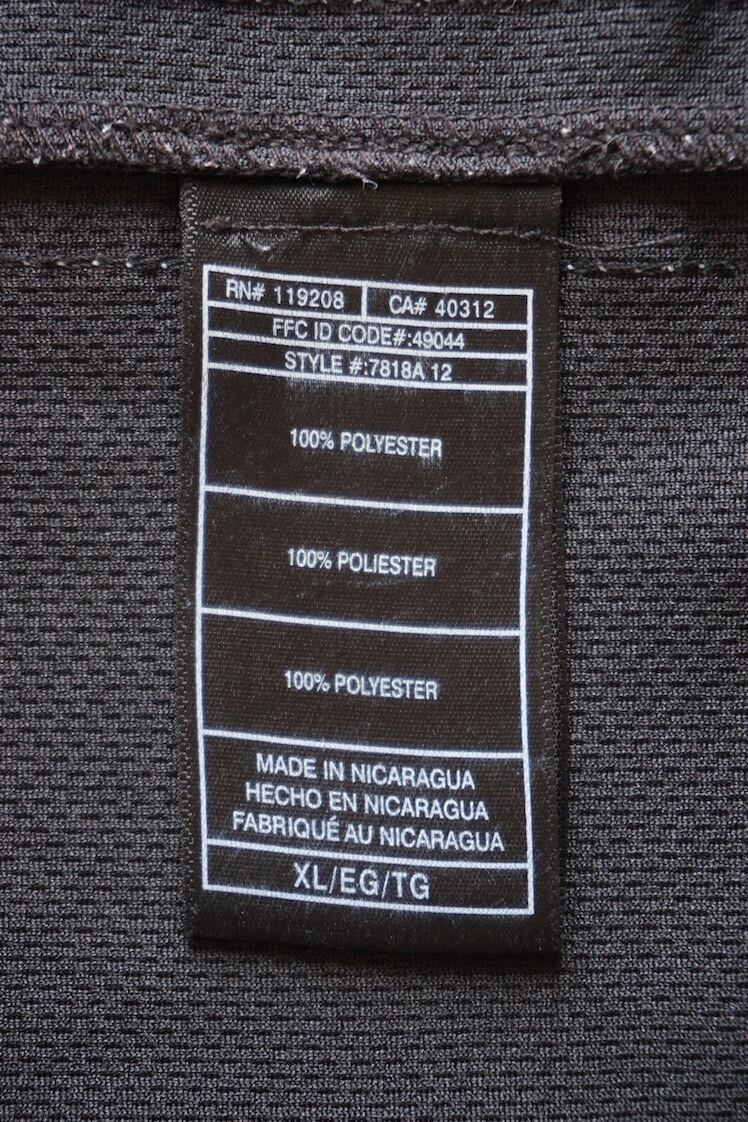 RN# 119208 CA# 40312
FFC ID CODE#:49044
STYLE #:7818A 12
100% POLYESTER
100% POLIESTER
100% POLYESTER
MADE IN NICARAGUA
HECHO EN NICARAGUA
FABRIQUÉ AU NICARAGUA
XL/EG/TG